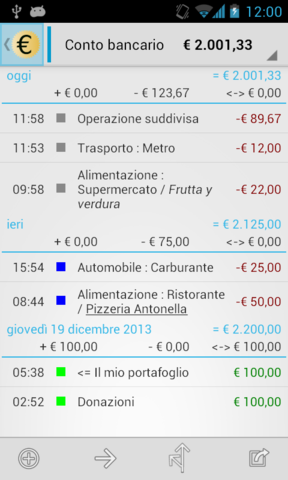 12:00
€ Conto bancario € 2.001,33
oggi = € 2.001,33
+ € 0,00 - € 123,67 <-> € 0,00
11:58 Operazione suddivisa -€ 89,67
11:53 Trasporto : Metro -€ 12,00
Alimentazione :
09:58 Supermercato / Frutta y -€ 22,00
verdura
ieri = € 2.125,00
+ € 0,00 - € 75,00 <-> € 0,00
15:54 Automobile : Carburante -€ 25,00
08:44 Alimentazione : Ristorante -€ 50,00
/ Pizzeria Antonella
giovedì 19 dicembre 2013 = € 2.200,00
+ € 100,00 - € 0,00 <-> € 100,00
05:38 <= Il mio portafoglio € 100,00
02:52 Donazioni € 100,00